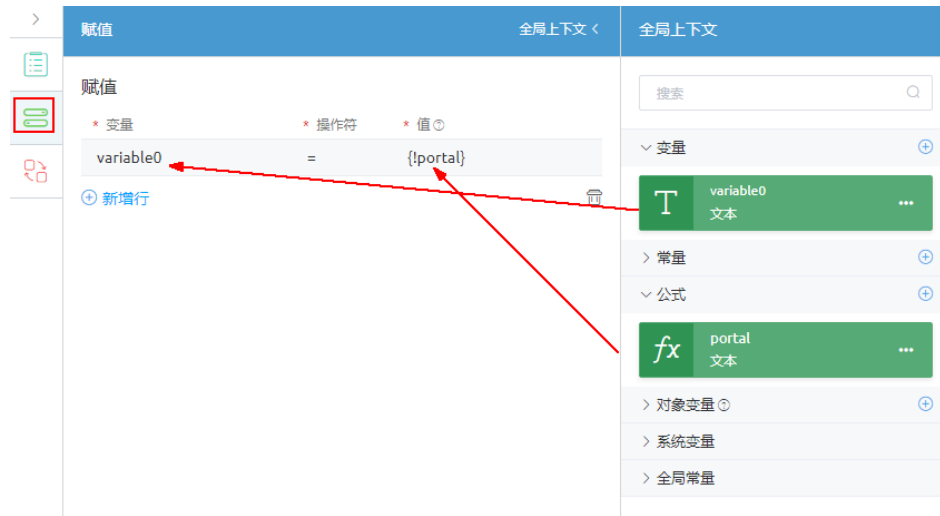 赋值
全局上下文
赋值
* 变量
* 操作符
* 值
variable0
=
{!portal}
新增行
全局上下文
搜索
变量
T
variable0
文本
常量
公式
fx
portal
文本
对象变量
系统变量
全局常量